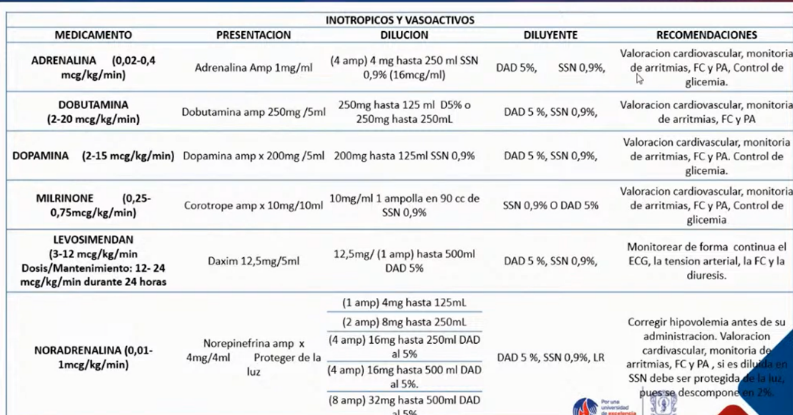 INOTROPICOS Y VASOACTIVOS
MEDICAMENTO PRESENTACION DILUCION DILUYENTE RECOMENDACIONES
ADRENALINA (0,02-0,4
mcg/kg/min)
Adrenalina Amp 1mg/ml
(4 amp) 4 mg hasta 250 ml SSN
0,9% (16mcg/ml)
DAD 5%, SSN 0,9%,
Valoracion cardiovascular, monitoria
de arritmias, FC y PA, Control de
glicemia.
DOBUTAMINA
(2-20 mcg/kg/min)
Dobutamina amp 250mg /5ml
250mg hasta 125 ml D5% o
250mg hasta 250mL
DAD 5 %, SSN 0,9%,
Valoracion cardiovascular, monitoria
de arritmias, FC y PA
DOPAMINA (2-15 mcg/kg/min)
Dopamina amp x 200mg /5ml
200mg hasta 125ml SSN 0,9%
DAD 5 %, SSN 0,9%,
Valoracion cardiovascular, monitoria
de arritmias, FC y PA. Control de
glicemia.
MILRINONE (0,25-
0,75mcg/kg/min)
Corotrope amp x 10mg/10ml
10mg/ml 1 ampolla en 90 cc de
SSN 0,9%
SSN 0,9% O DAD 5%
Valoracion cardiovascular, monitoria
de arritmias, FC y PA, Control de
glicemia
LEVOSIMENDAN
(3-12 mcg/kg/min
Dosis/Mantenimiento: 12- 24
mcg/kg/min durante 24 horas
Daxim 12,5mg/5ml
12,5mg/ (1 amp) hasta 500ml
DAD 5%
DAD 5 %, SSN 0,9%,
Monitorear de forma continua el
ECG, la tension arterial, la FC y la
diuresis.
NORADRENALINA (0,01-
1mcg/kg/min)
Norepinefrina amp x
4mg/4ml Proteger de la
luz
(1 amp) 4mg hasta 125mL
(2 amp) 8mg hasta 250mL
(4 amp) 16mg hasta 250ml DAD
al 5%
(4 amp) 16mg hasta 500 ml DAD
al 5%.
(8 amp) 32mg hasta 500ml DAD
al 5%
DAD 5 %, SSN 0,9%, LR
Corregir hipovolemia antes de su
administracion. Valoracion
cardivascular, monitoria de
arritmias, FC y PA , si es diluida en
SSN debe ser protegida de la luz,
pues se descompone en 2%.
Por una
universidad
de excelencia